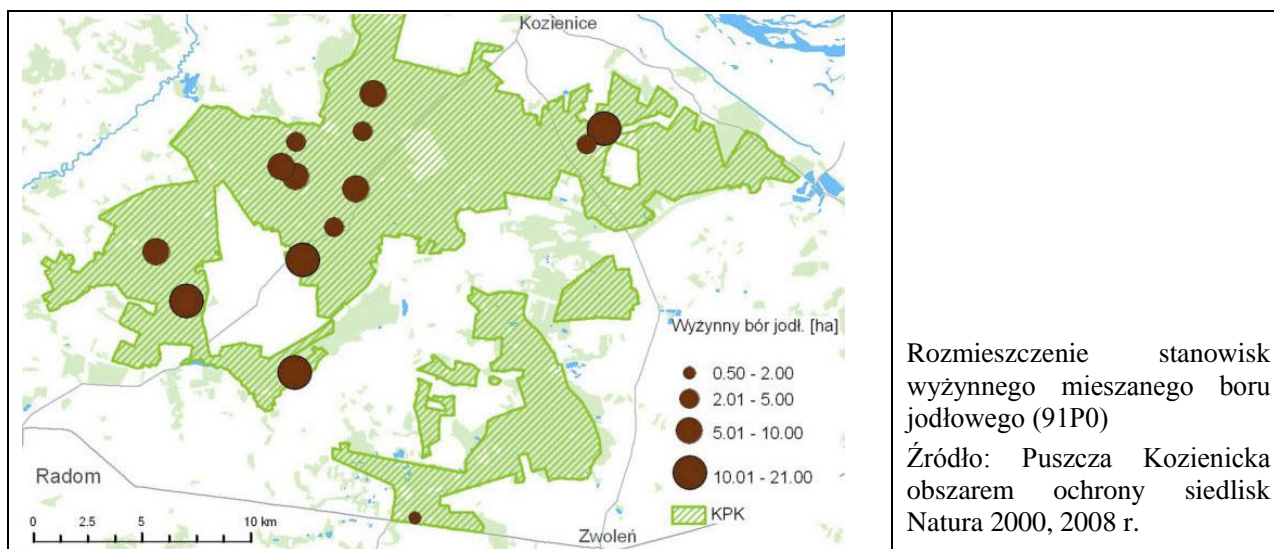 Kozienice
Wyżynny bór jodł. [ha]
0.50 - 2.00
2.01 - 5.00
5.01 - 10.00
10.01 - 21.00
KPK
Radom
0 2.5 5 10 km
Zwoleń
Rozmieszczenie stanowisk
wyżynnego mieszanego boru
jodłowego (91P0)
Źródło: Puszcza Kozienicka
obszarem ochrony siedlisk
Natura 2000, 2008 r.